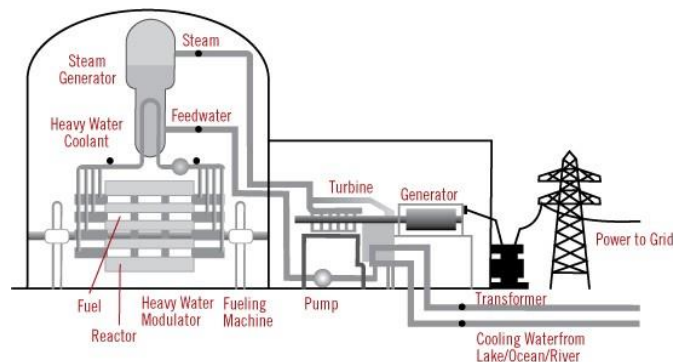 Steam
Steam
Generator
Feedwater
Heavy Water
Coolant
Turbine
Generator
Power to Grid
Fuel
Heavy Water
Modulator
Fueling
Machine
Pump
Transformer
Reactor
Cooling Waterfrom
Lake/Ocean/River